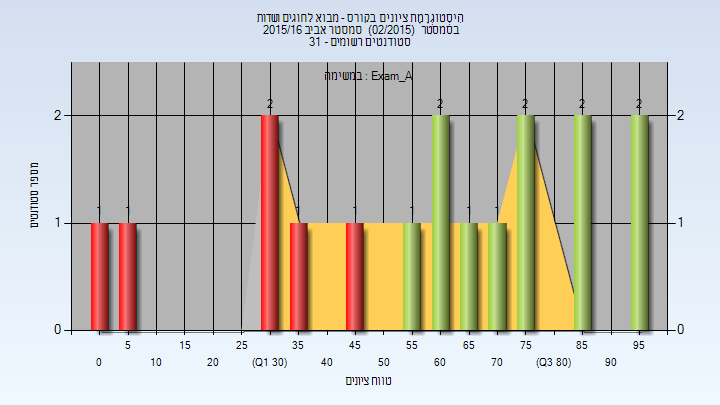 היסטוגרמת ציונים בקורס - מבוא לחוגים ושדות
בסמסטר (02/2015) סמסטר אביב 2015/16
סטודנטים רשומים - 31
במשימה : Exam_A
2 2 2 2 2
1 1 1 1 1 1 1
2 2
1 1
0 0
מספר סטודנטים
5 15 25 35 45 55 65 75 85 95
0 10 20 (Q1 30) 40 50 60 70 (Q3 80) 90
טווח ציונים